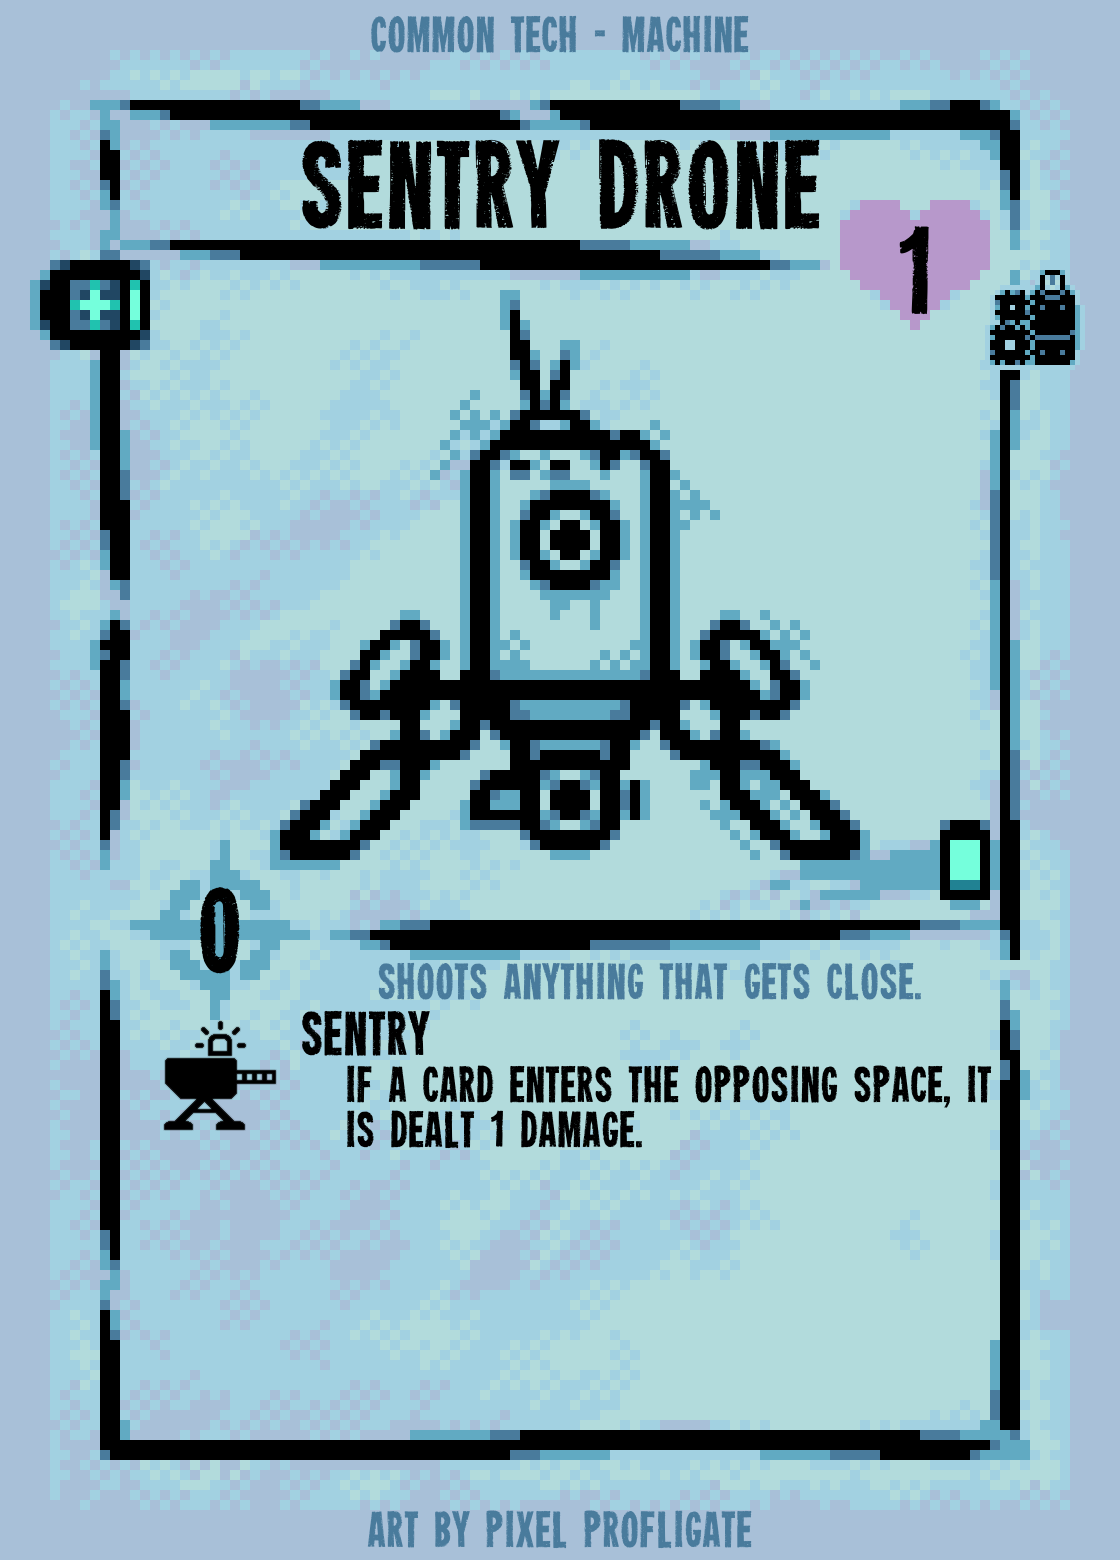 COMMON TECH - MACHINE
SENTRY DRONE
1
0
SHOOTS ANYTHING THAT GETS CLOSE.
SENTRY
IF A CARD ENTERS THE OPPOSING SPACE, IT
IS DEALT 1 DAMAGE.
ART BY PIXEL PROFLIGATE